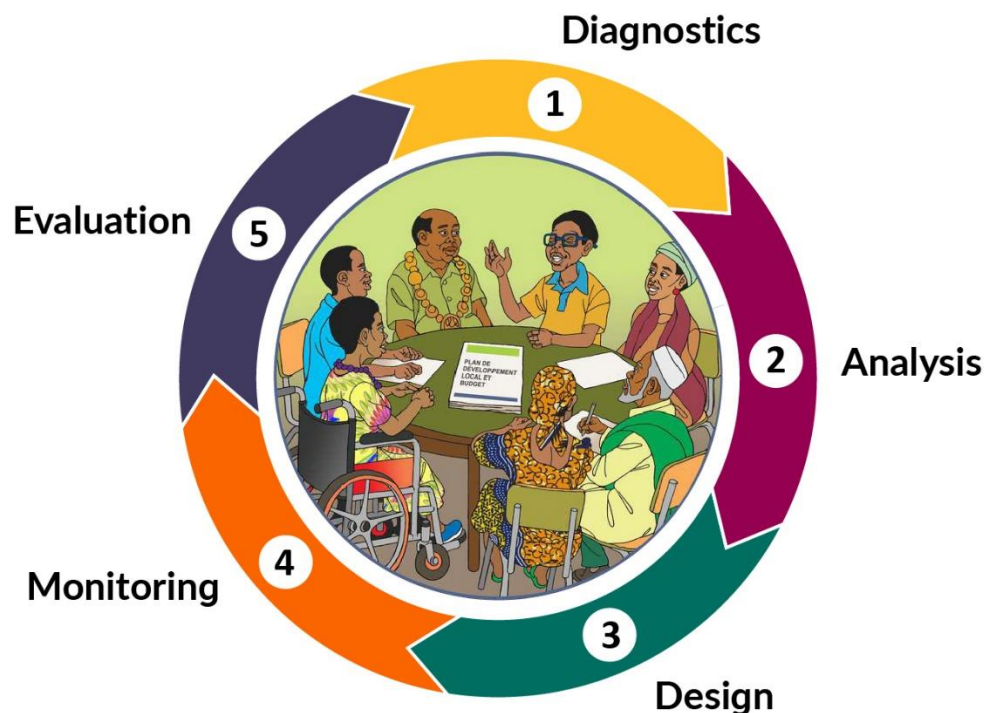 Diagnostics
1
2
Analysis
3
Design
4
Monitoring
5
Evaluation
PLAN DE
DÉVELOPPEMENT
LOCAL ET
BUDGET